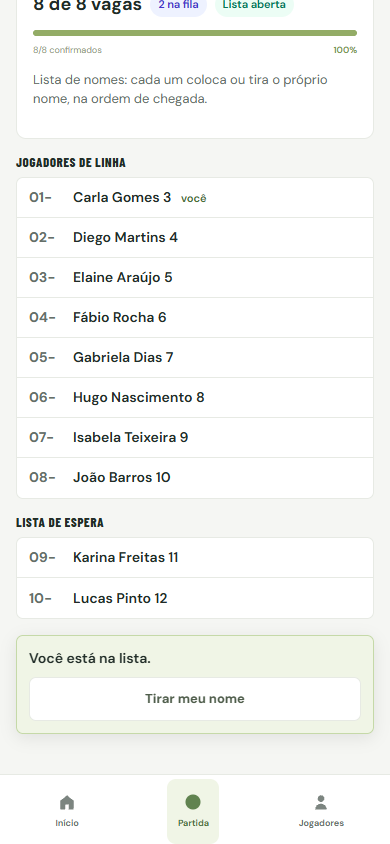 8 de 8 vagas 2 na fila Lista aberta
8/8 confirmados 100%
Lista de nomes: cada um coloca ou tira o próprio
nome, na ordem de chegada.
JOGADORES DE LINHA
01- Carla Gomes 3 você
02- Diego Martins 4
03- Elaine Araújo 5
04- Fábio Rocha 6
05- Gabriela Dias 7
06- Hugo Nascimento 8
07- Isabela Teixeira 9
08- João Barros 10
LISTA DE ESPERA
09- Karina Freitas 11
10- Lucas Pinto 12
Você está na lista.
Tirar meu nome
Início Partida Jogadores